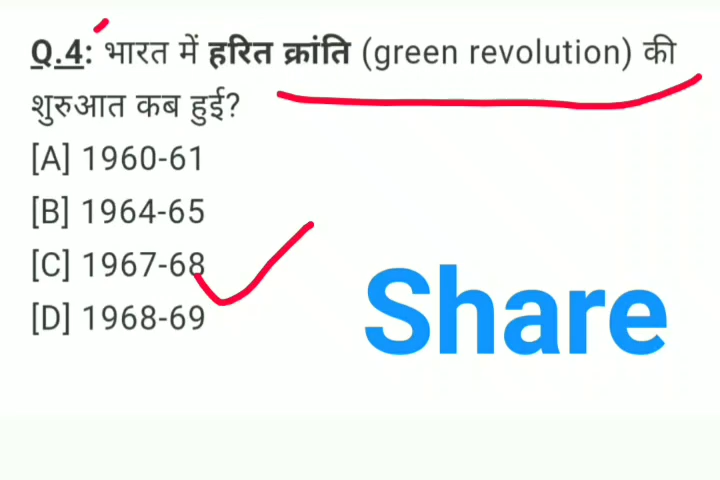 Q.4: भारत में हरित क्रांति (green revolution) की
शुरुआत कब हुई?
[A] 1960-61
[B] 1964-65
[C] 1967-68
[D] 1968-69
Share